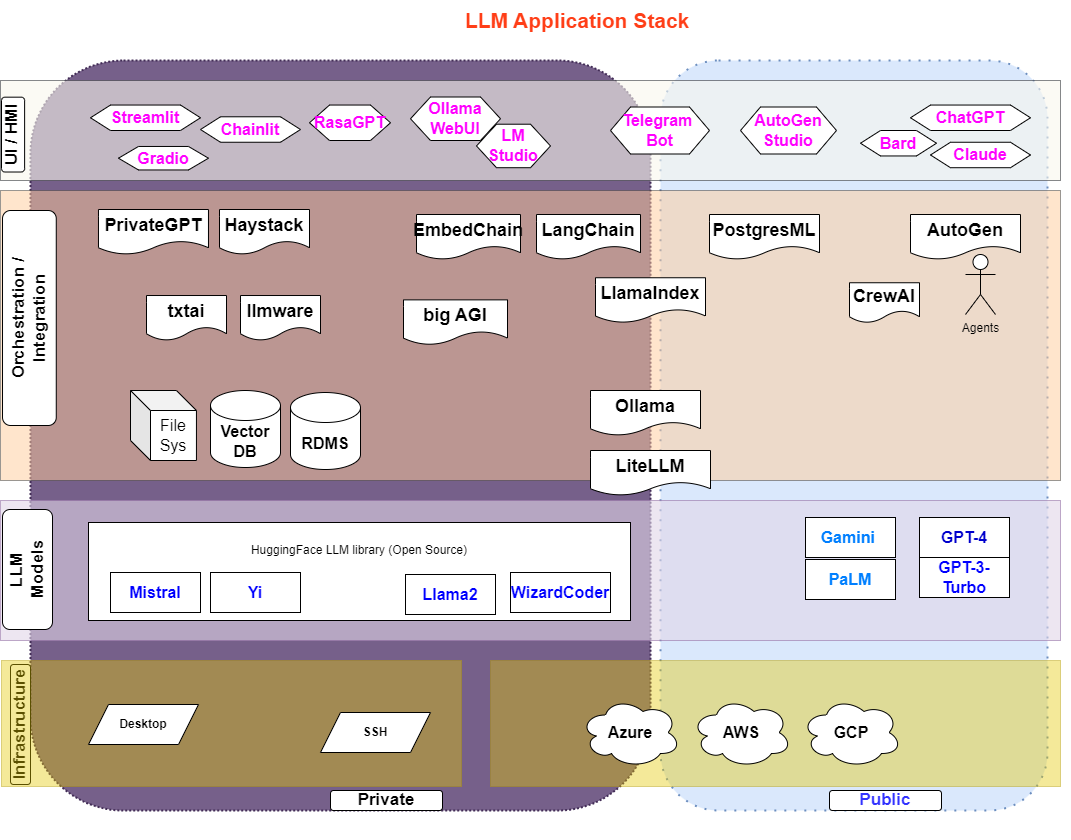 LLM Application Stack
UI / HMI
Streamlit
Chainlit
Gradio
RasaGPT
Ollama
WebUI
LM
Studio
Telegram
Bot
AutoGen
Studio
ChatGPT
Bard
Claude
Orchestration /
Integration
PrivateGPT
Haystack
EmbedChain
LangChain
PostgresML
AutoGen
txtai
llmware
big AGI
LlamaIndex
CrewAI
Agents
File
Sys
Vector
DB
RDMS
Ollama
LiteLLM
LLM
Models
HuggingFace LLM library (Open Source)
Mistral
Yi
Llama2
WizardCoder
Gamini
PaLM
GPT-4
GPT-3-
Turbo
Infrastructure
Desktop
SSH
Azure
AWS
GCP
Private
Public